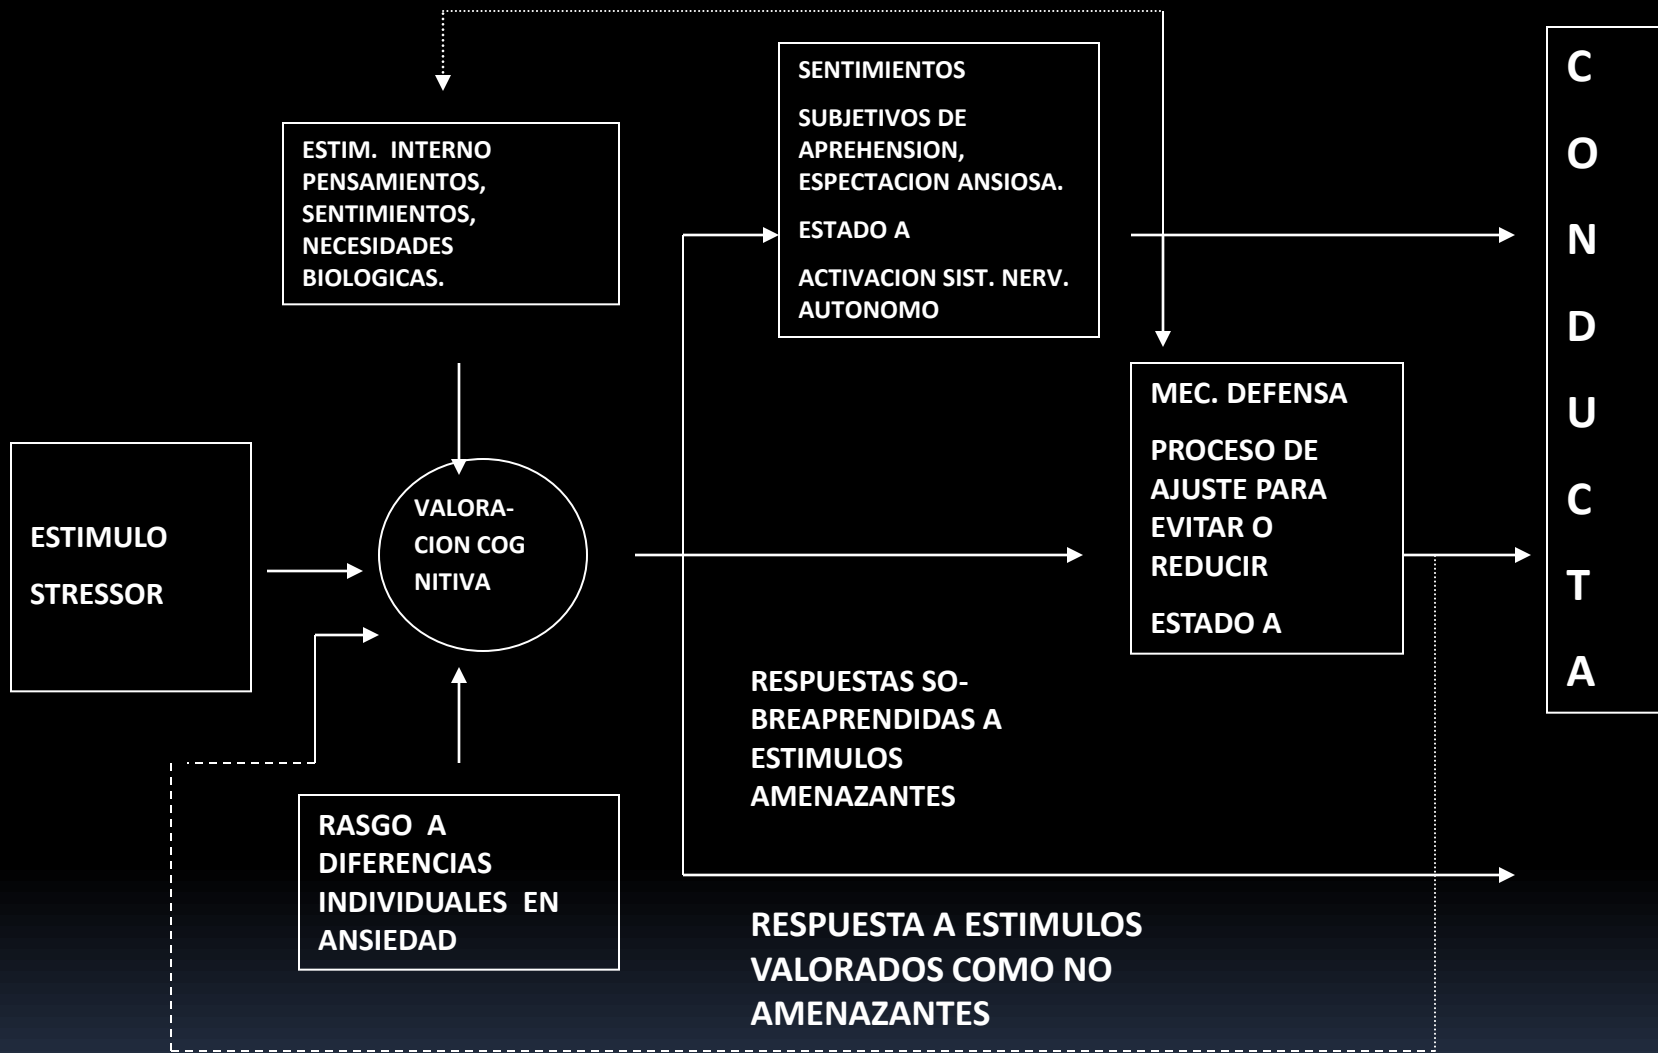 SENTIMIENTOS
SUBJETIVOS DE
APREHENSION,
ESPECTACION ANSIOSA.
ESTADO A
ACTIVACION SIST. NERV.
AUTONOMO
ESTIM. INTERNO
PENSAMIENTOS,
SENTIMIENTOS,
NECESIDADES
BIOLOGICAS.
MEC. DEFENSA
PROCESO DE
AJUSTE PARA
EVITAR O
REDUCIR
ESTADO A
ESTIMULO
STRESSOR
VALORA-
CION COG
NITIVA
RESPUESTAS SO-
BREAPRENDIDAS A
ESTIMULOS
AMENAZANTES
RASGO A
DIFERENCIAS
INDIVIDUALES EN
ANSIEDAD
RESPUESTA A ESTIMULOS
VALORADOS COMO NO
AMENAZANTES
C
O
N
D
U
C
T
A